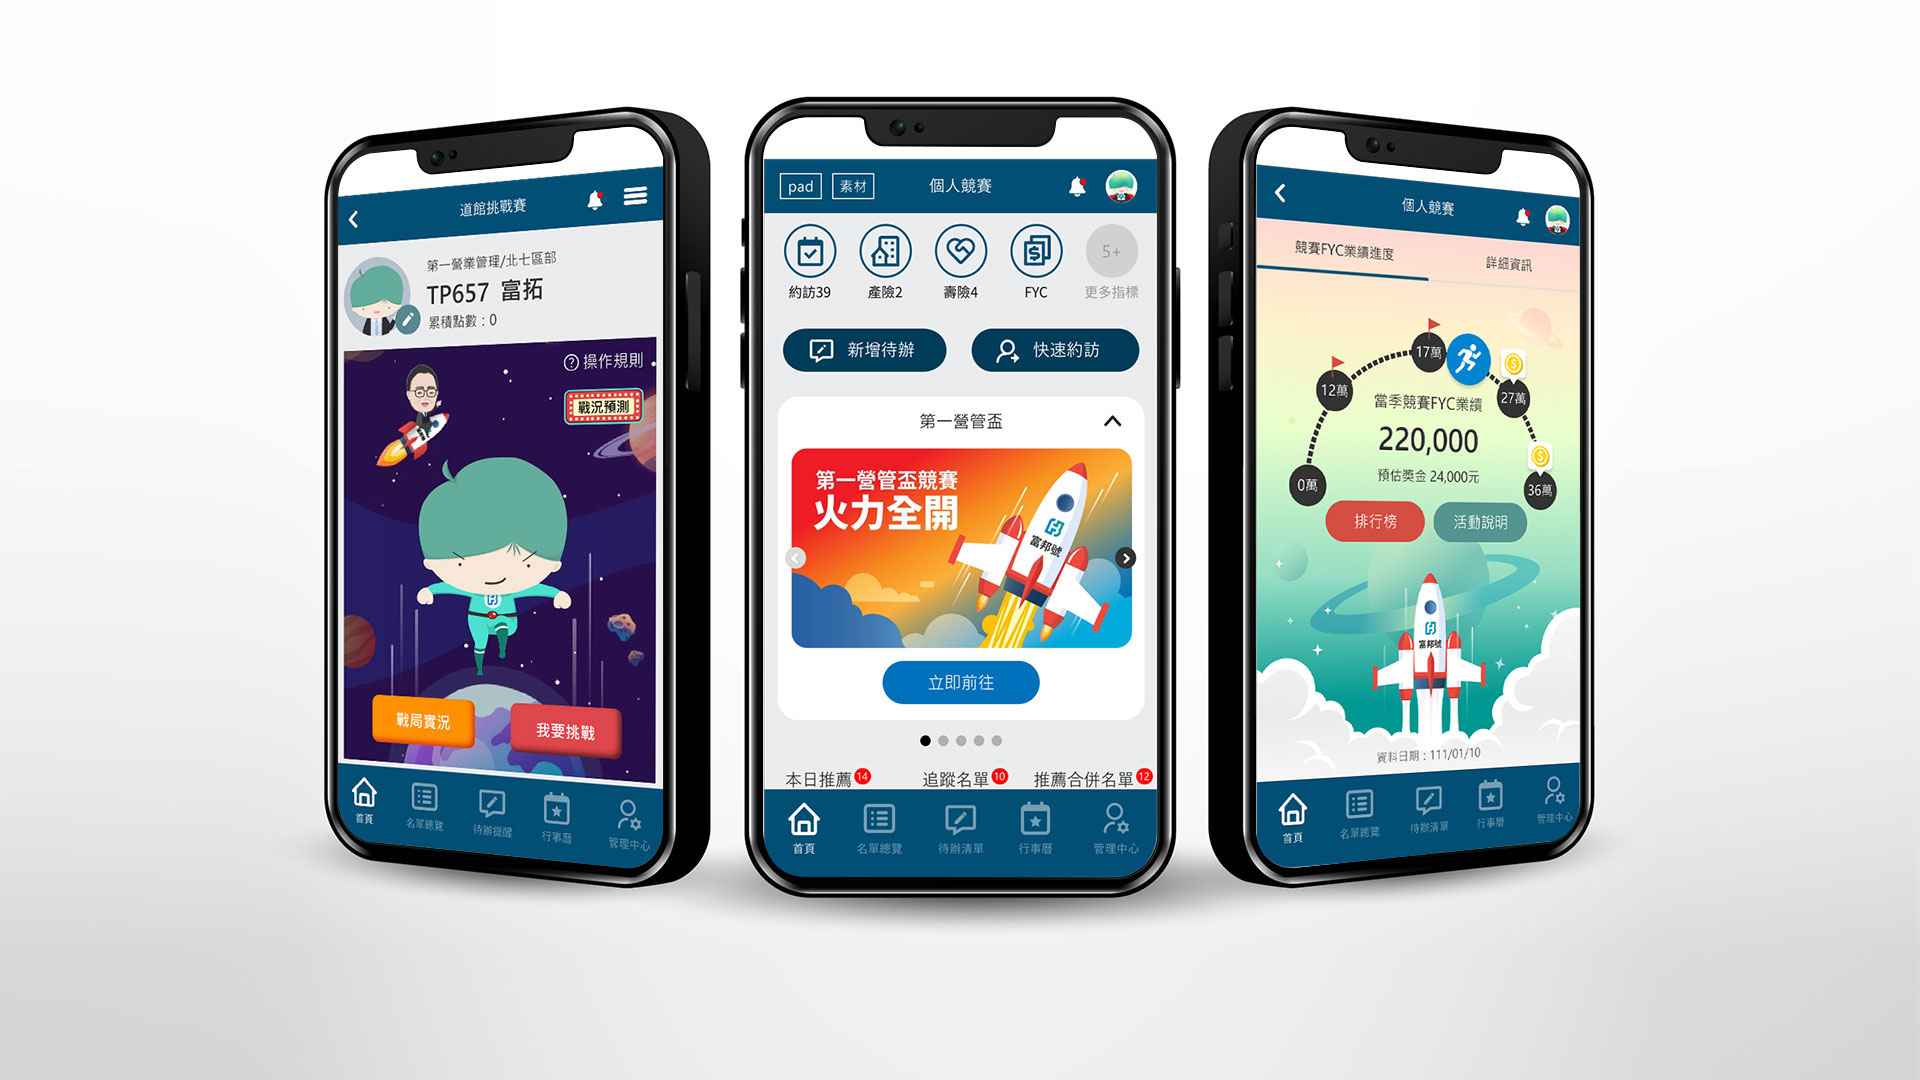 道館挑戰賽
第一營業管理/北七區部
TP657 富拓
累積點數：0
? 操作規則
戰況預測
戰局實況
我要挑戰
首頁
名單總覽
待辦提醒
行事曆
管理中心
pad
素材
個人競賽
約訪39
產險2
壽險4
FYC
5+
更多指標
新增待辦
快速約訪
第一營管盃
第一營管盃競賽
火力全開
富邦號
立即前往
本日推薦 14
追蹤名單 10
推薦合併名單 12
首頁
名單總覽
待辦清單
行事曆
管理中心
個人競賽
競賽FYC業績進度
詳細資訊
0萬
12萬
17萬
27萬
36萬
當季競賽FYC業績
220,000
預估獎金 24,000元
排行榜
活動說明
富邦號
資料日期：111/01/10
首頁
名單總覽
待辦清單
行事曆
管理中心